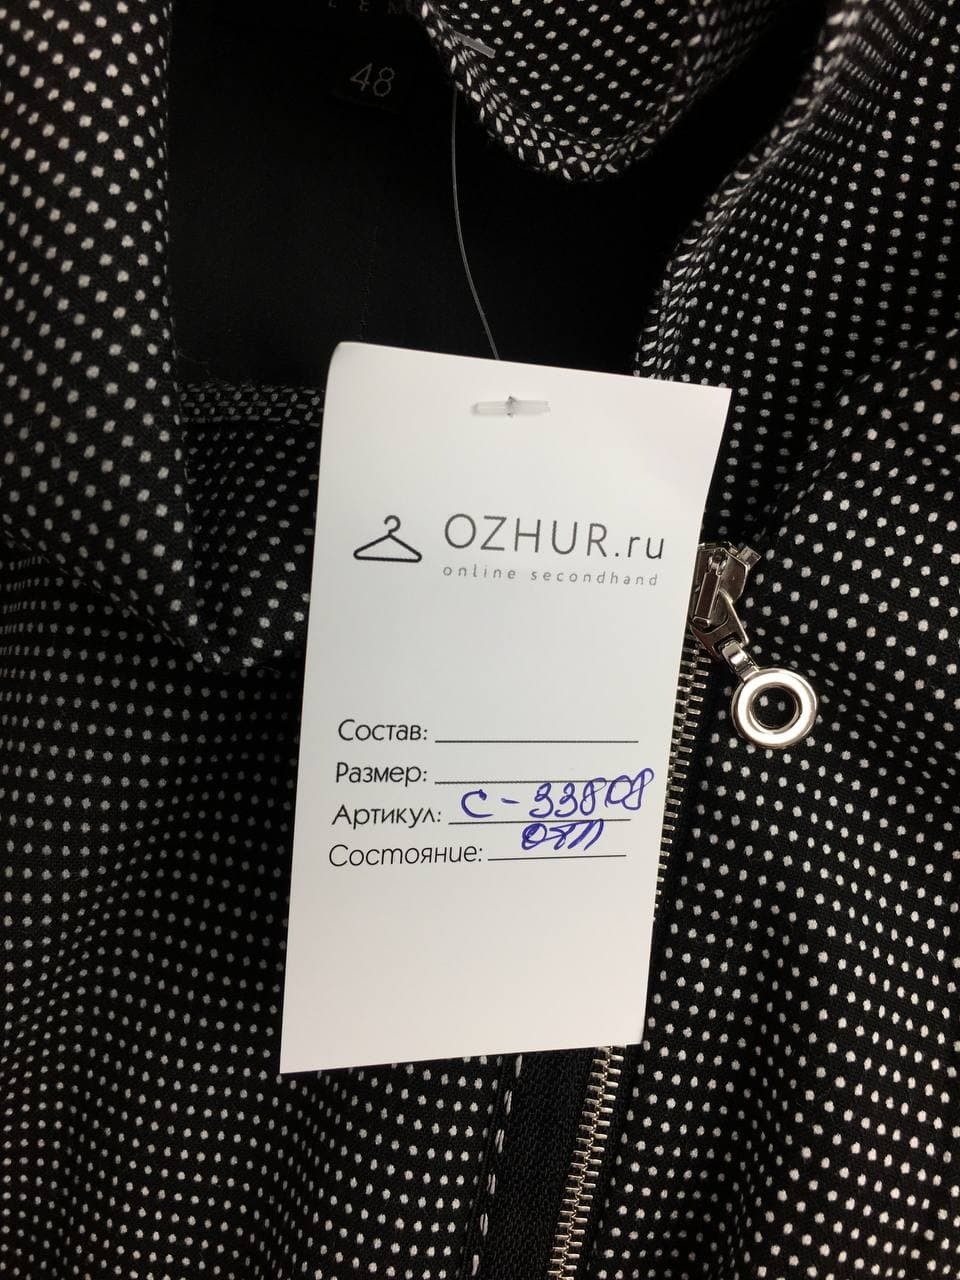 48
OZHUR.ru
online secondhand
Состав:
Размер:
Артикул: С-33808
Состояние: отл